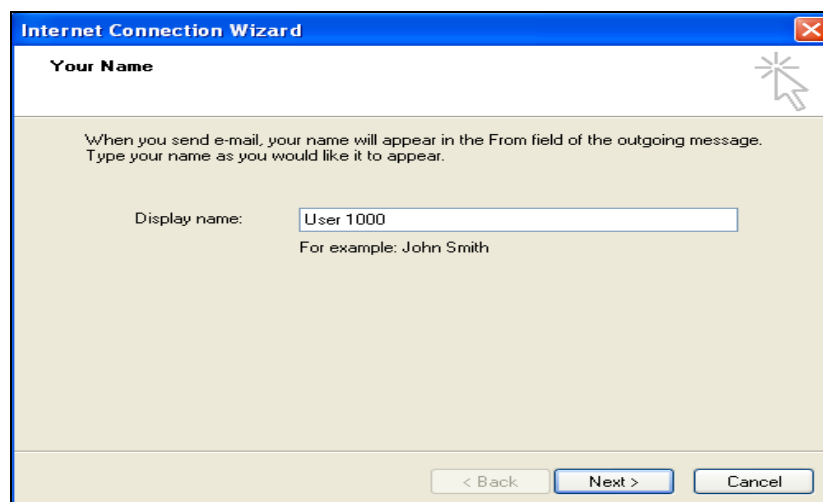 Internet Connection Wizard
Your Name
When you send e-mail, your name will appear in the From field of the outgoing message.
Type your name as you would like it to appear.
Display name: User 1000
For example: John Smith
< Back Next > Cancel